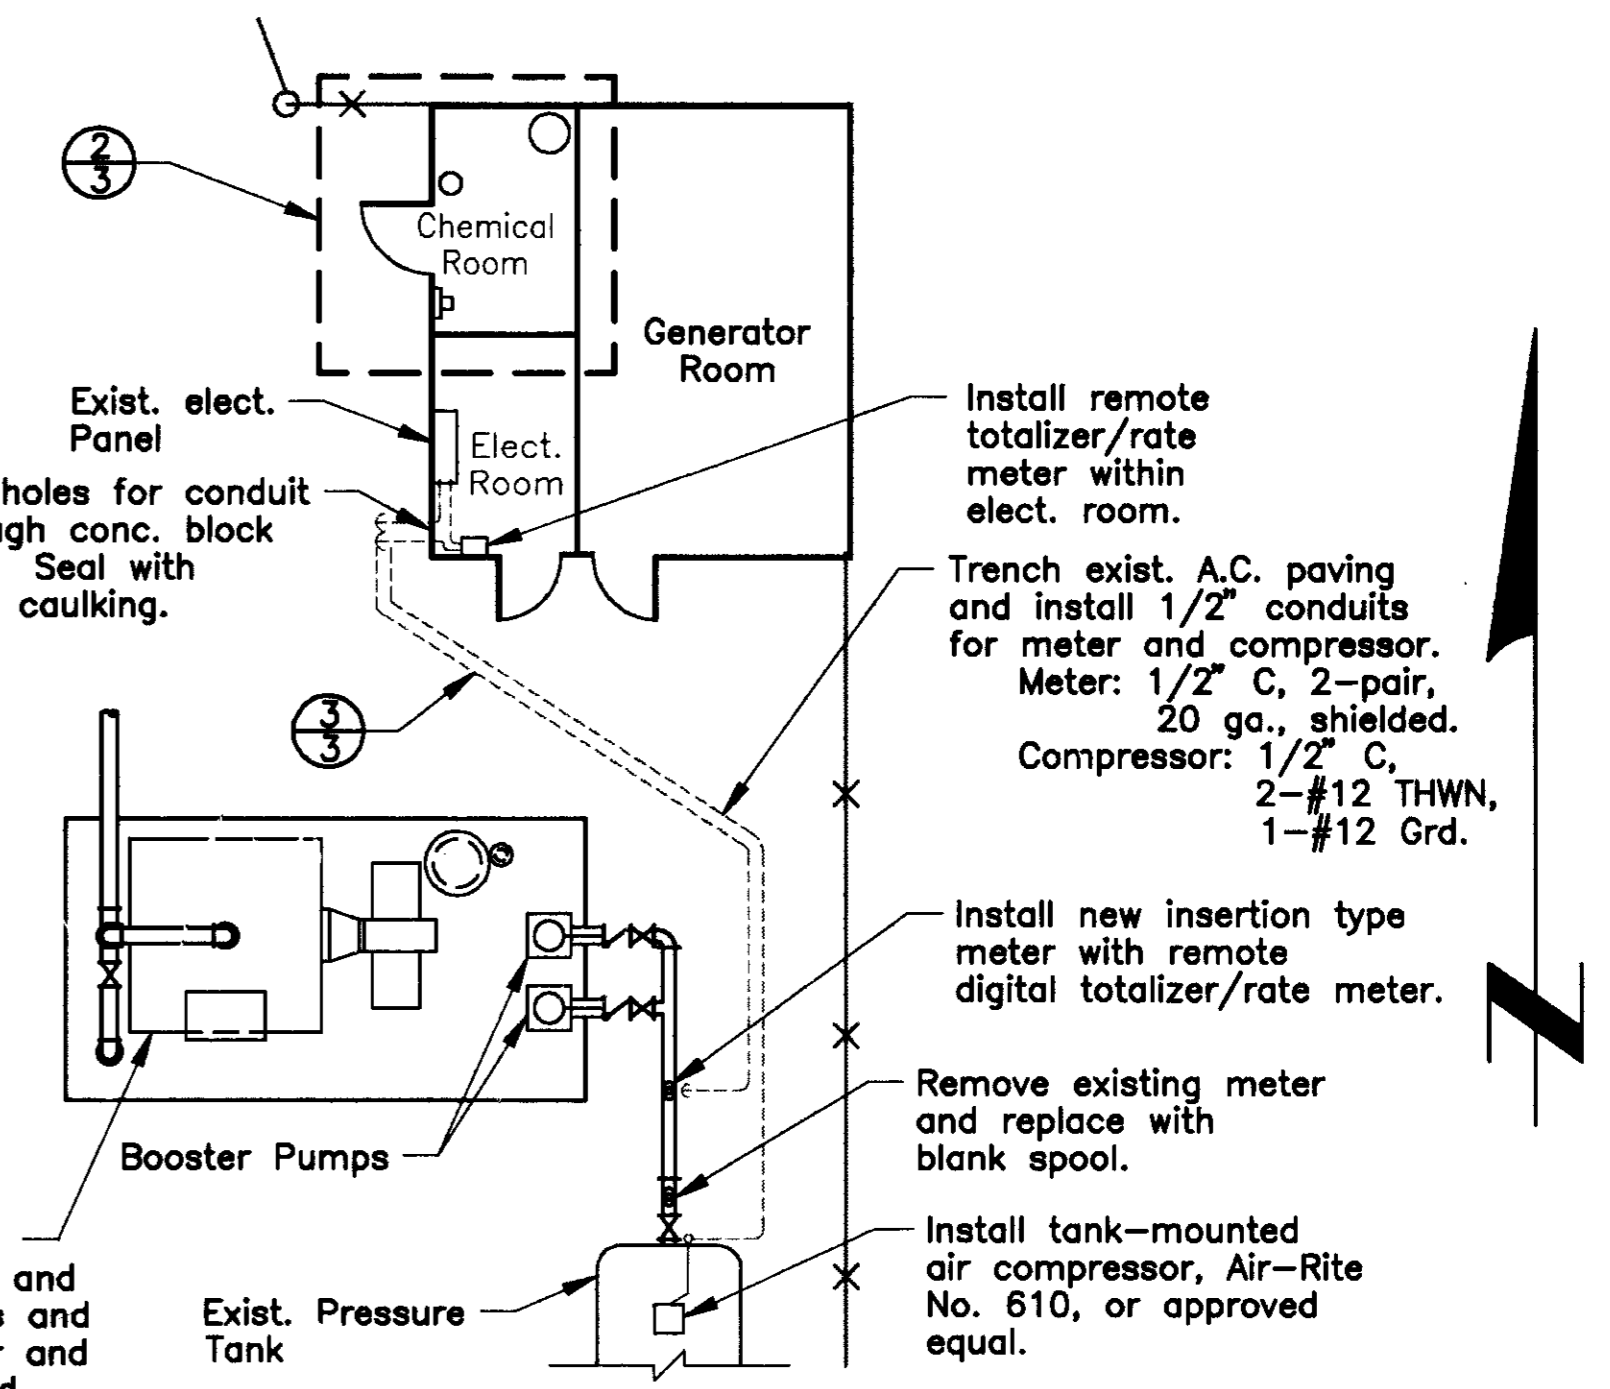 2
3
Chemical
Room
Generator
Room
Exist. elect.
Panel
Elect.
Room
holes for conduit
conc. block
Seal with
caulking.
Install remote
totalizer/rate
meter within
elect. room.
Trench exist. A.C. paving
and install 1/2" conduits
for meter and compressor.
Meter: 1/2" C, 2-pair,
20 ga., shielded.
Compressor: 1/2" C,
2-#12 THWN,
1-#12 Grd.
3
3
Install new insertion type
meter with remote
digital totalizer/rate meter.
Remove existing meter
and replace with
blank spool.
Booster Pumps
Install tank-mounted
air compressor, Air-Rite
No. 610, or approved
equal.
Exist. Pressure
Tank
and
and
and
Z